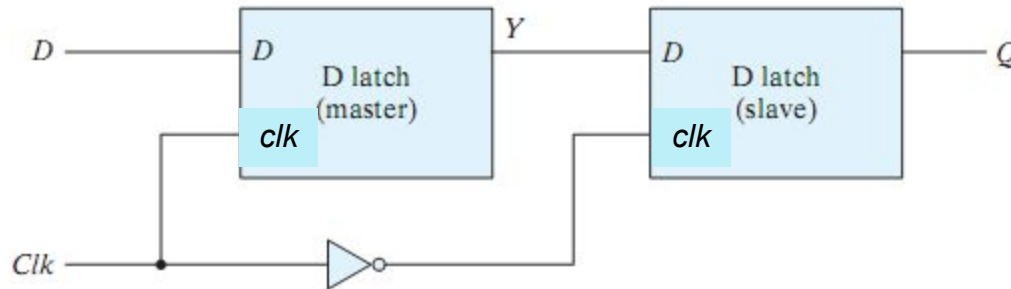 Y
D
D
D
Q
D latch
(master)
D latch
(slave)
clk
clk
Clk